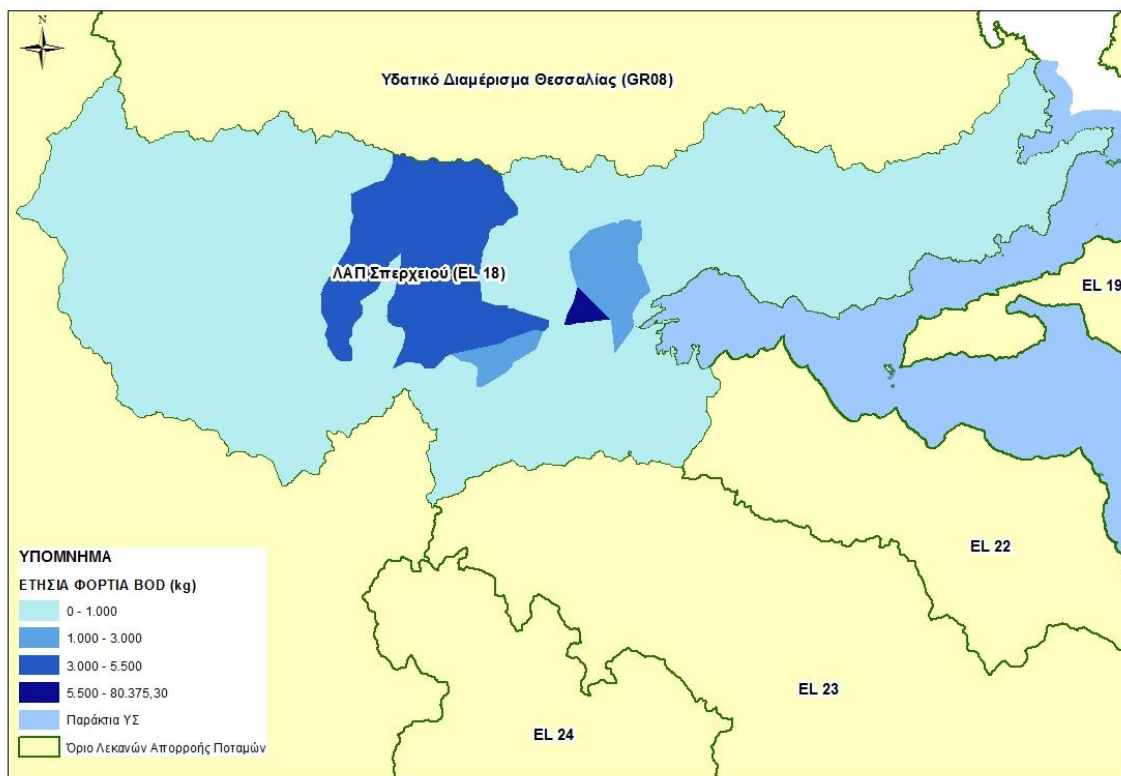 N
Υδατικό Διαμέρισμα Θεσσαλίας (GR08)
ΛΑΠ Σπερχειού (EL 18)
EL 19
EL 22
EL 23
EL 24
ΥΠΟΜΝΗΜΑ
ΕΤΗΣΙΑ ΦΟΡΤΙΑ BOD (kg)
0 - 1.000
1.000 - 3.000
3.000 - 5.500
5.500 - 80.375,30
Παράκτια ΥΣ
Όριο Λεκανών Απορροής Ποταμών